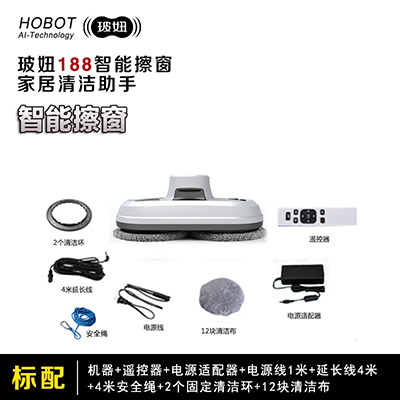 HOBOT
AI-Technology
玻妞
玻妞188智能擦窗
家居清洁助手
智能擦窗
2个清洁环
遥控器
4米延长线
电源线
12块清洁布
电源适配器
安全绳
标配
机器+遥控器+电源适配器+电源线1米+延长线4米
+4米安全绳+2个固定清洁环+12块清洁布